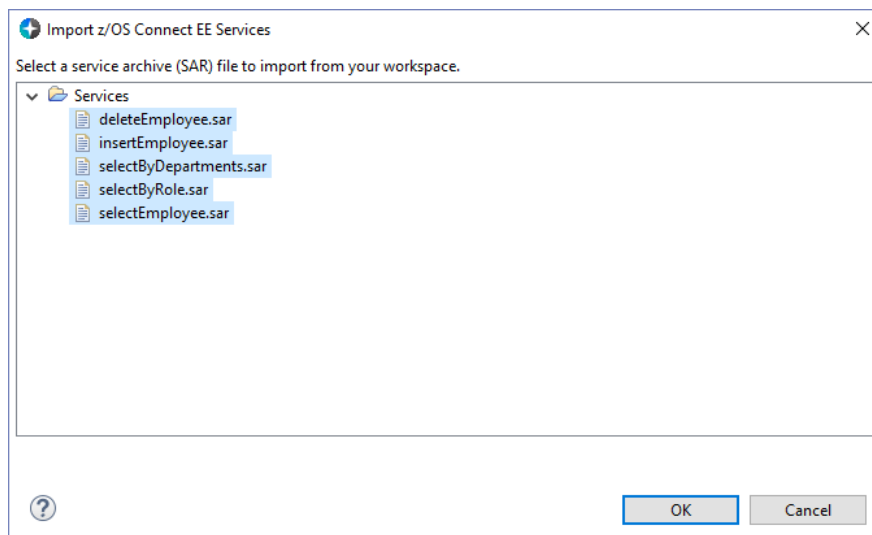 Import z/OS Connect EE Services
Select a service archive (SAR) file to import from your workspace.
Services
deleteEmployee.sar
insertEmployee.sar
selectByDepartments.sar
selectByRole.sar
selectEmployee.sar
?
OK Cancel